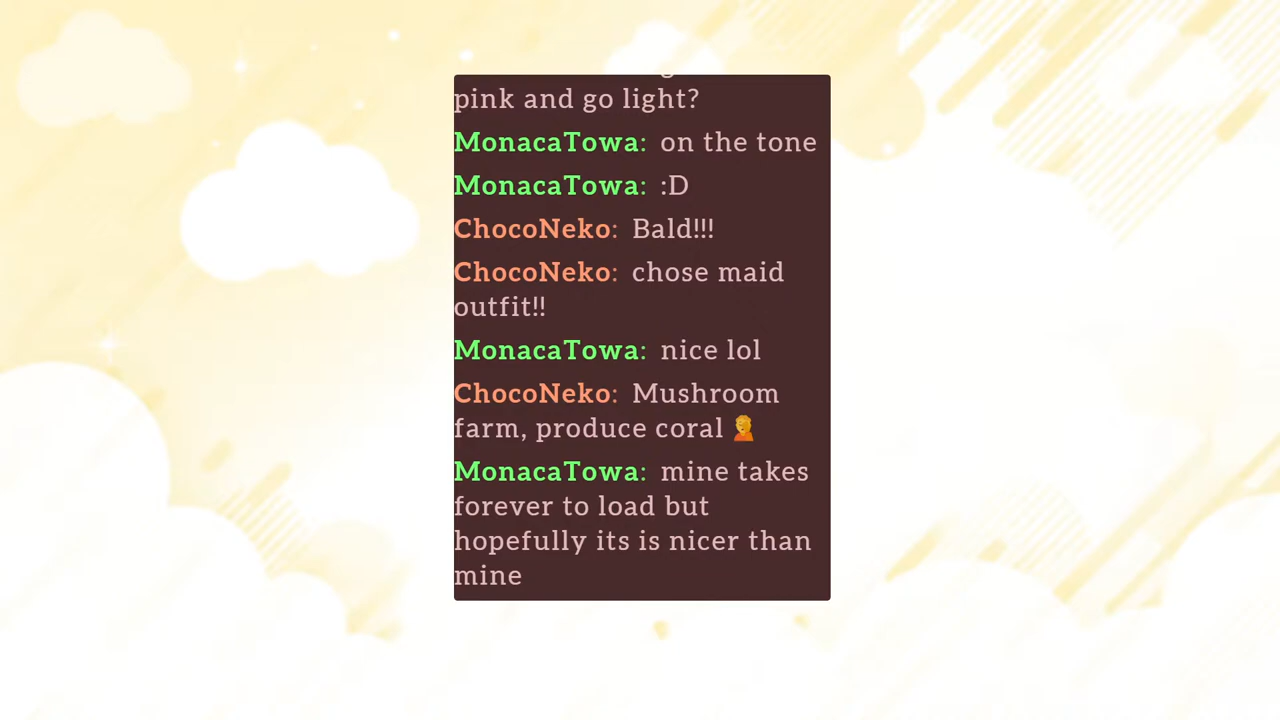 pink and go light?
MonacaTowa: on the tone
MonacaTowa: :D
ChocoNeko: Bald!!!
ChocoNeko: chose maid
outfit!!
MonacaTowa: nice lol
ChocoNeko: Mushroom
farm, produce coral 🤦
MonacaTowa: mine takes
forever to load but
hopefully its is nicer than
mine